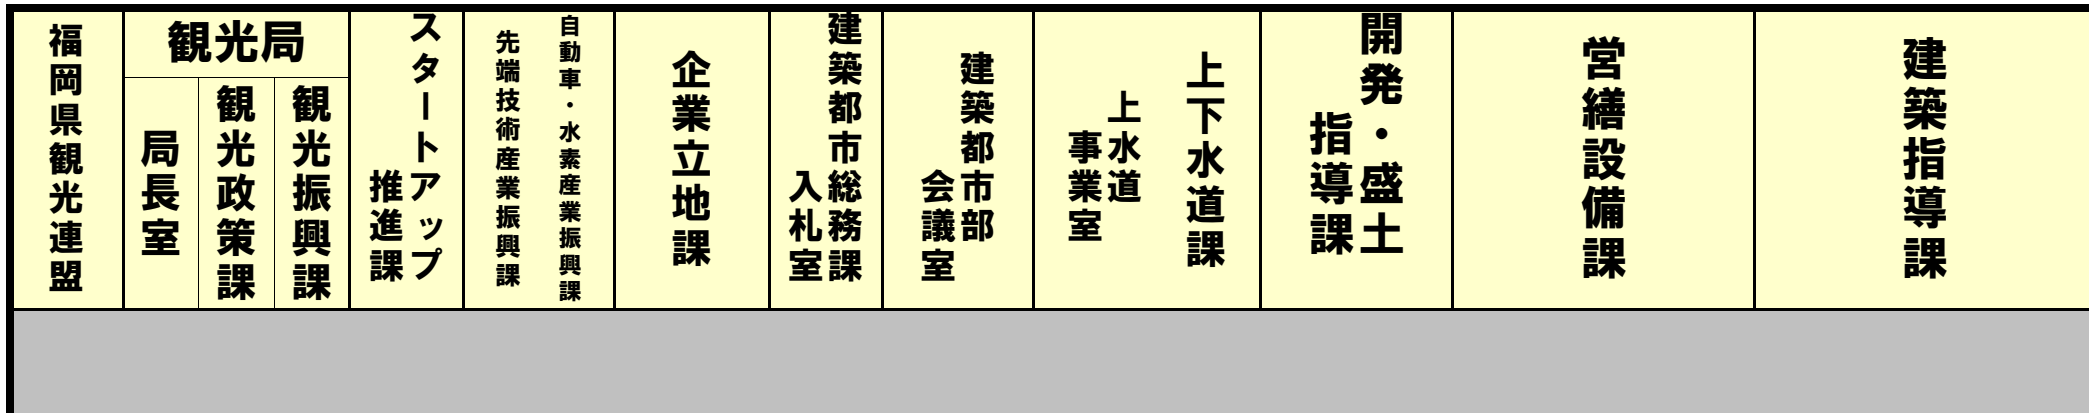 福岡県観光連盟
観光局
局長室
観光政策課
観光振興課
スタートアップ
推進課
自動車・水素産業振興課
先端技術産業振興課
企業立地課
建築都市総務課
入札室
建築都市部
会議室
上下水道課
上水道
事業室
開発・盛土
指導課
営繕設備課
建築指導課